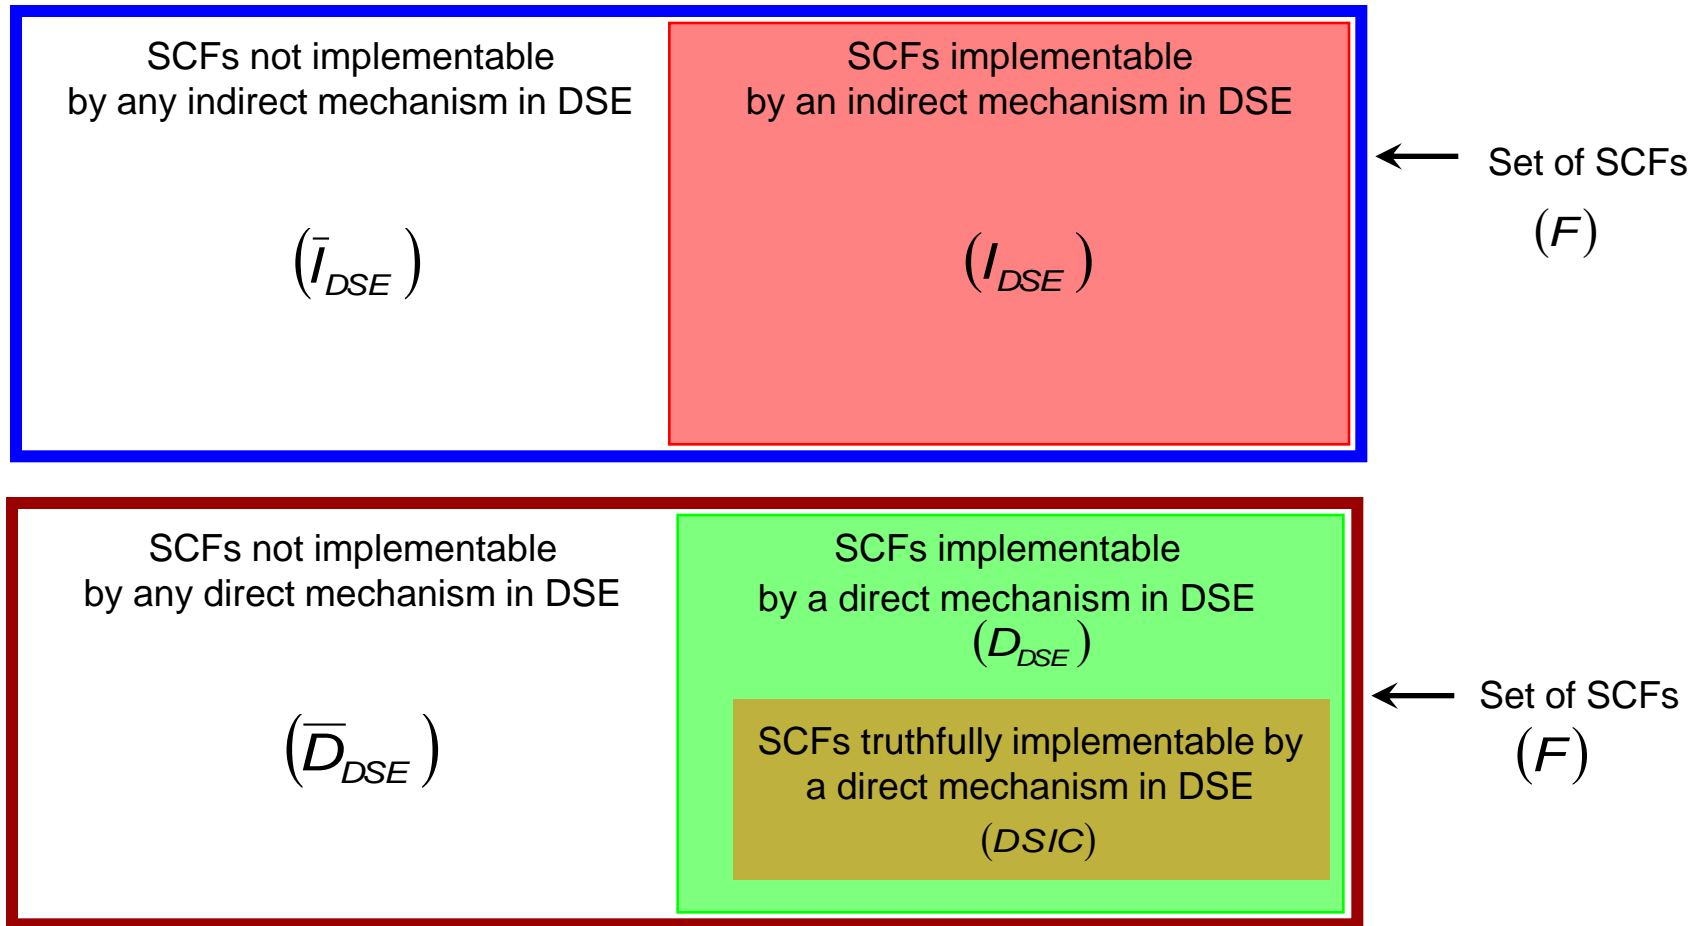 SCFs not implementable
by any indirect mechanism in DSE
(I̅_DSE)
SCFs implementable
by an indirect mechanism in DSE
(I_DSE)
Set of SCFs
(F)
SCFs not implementable
by any direct mechanism in DSE
(D̅_DSE)
SCFs implementable
by a direct mechanism in DSE
(D_DSE)
SCFs truthfully implementable by
a direct mechanism in DSE
(DSIC)
Set of SCFs
(F)